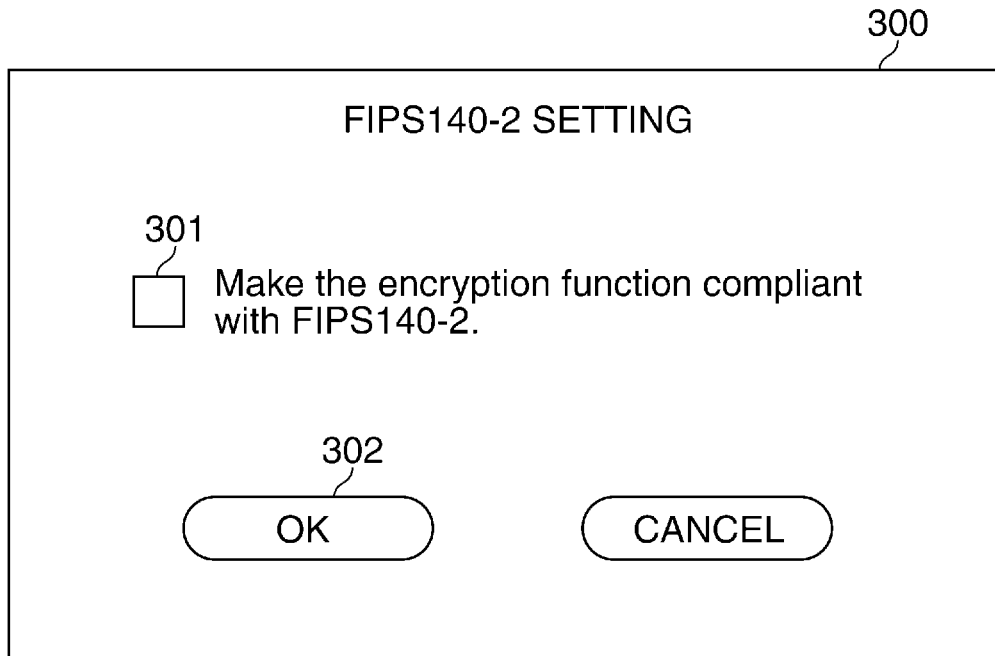 300
FIPS140-2 SETTING
301
Make the encryption function compliant
with FIPS140-2.
302
OK
CANCEL